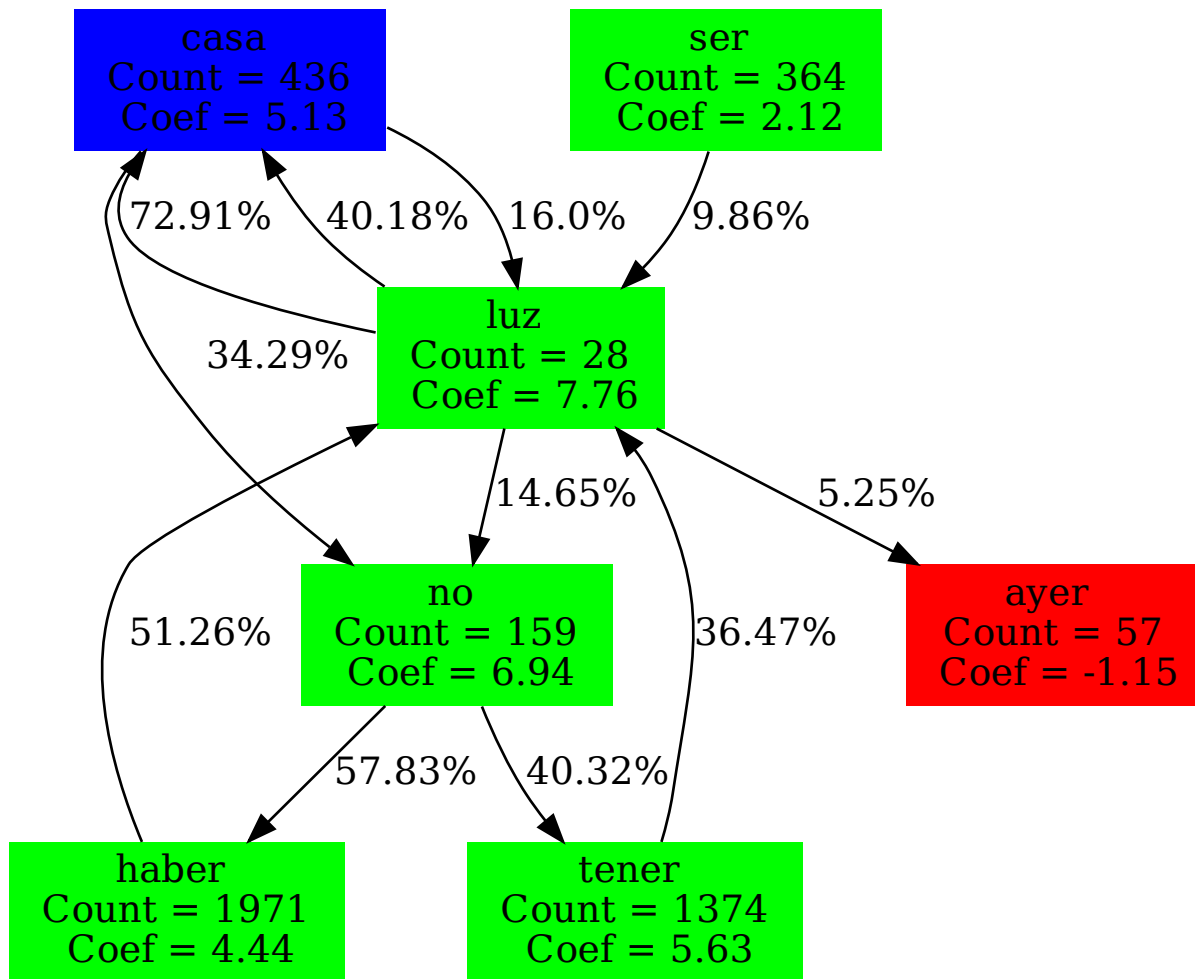 casa
Count = 436
Coef = 5.13
ser
Count = 364
Coef = 2.12
72.91%
40.18%
16.0%
9.86%
luz
Count = 28
Coef = 7.76
34.29%
14.65%
5.25%
no
Count = 159
Coef = 6.94
ayer
Count = 57
Coef = -1.15
51.26%
36.47%
57.83%
40.32%
haber
Count = 1971
Coef = 4.44
tener
Count = 1374
Coef = 5.63